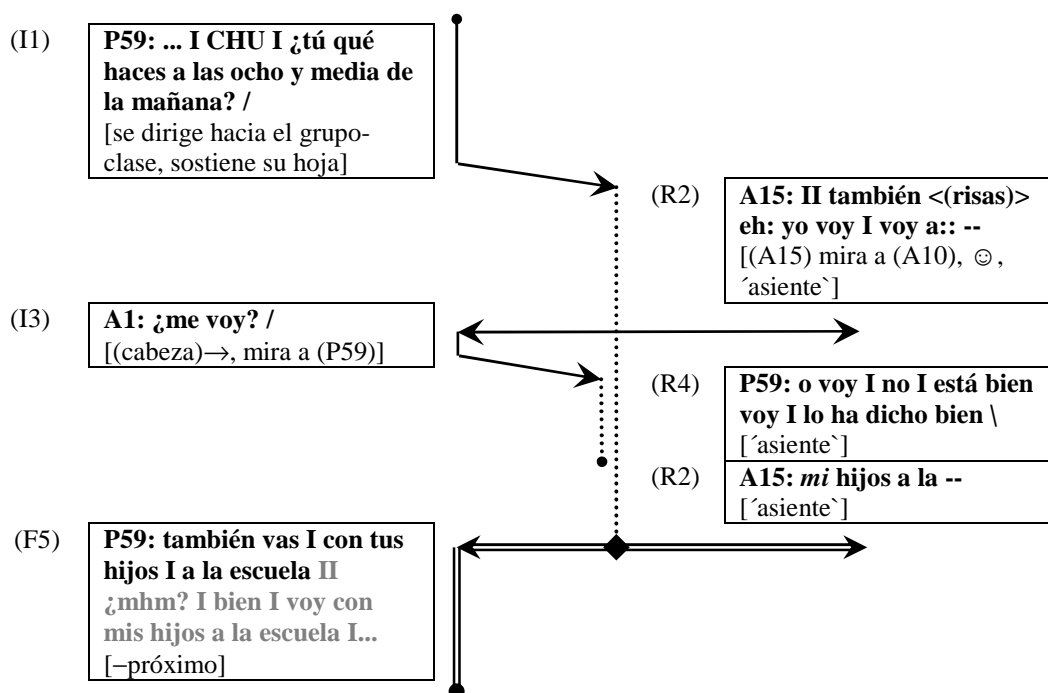 (I1)
P59: ... I CHU I ¿tú qué
haces a las ocho y media de
la mañana? /
[se dirige hacia el grupo-
clase, sostiene su hoja]
(R2)
A15: II también <(risas)>
eh: yo voy I voy a:: --
[(A15) mira a (A10), ☺,
´asiente`]
(I3)
A1: ¿me voy? /
[(cabeza)→, mira a (P59)]
(R4)
P59: o voy I no I está bien
voy I lo ha dicho bien \
[´asiente`]
(R2)
A15: mi hijos a la --
[´asiente`]
(F5)
P59: también vas I con tus
hijos I a la escuela II
¿mhm? I bien I voy con
mis hijos a la escuela I...
[−próximo]